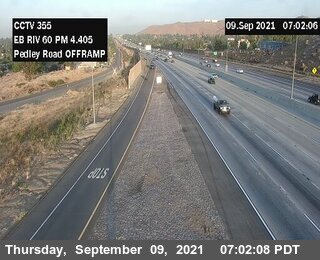 CCTV 355
EB RIV 60 PM 4.405
Pedley Road OFFRAMP
09.Sep 2021 07:02:06
STOP
Thursday, September 09, 2021 07:02:08 PDT